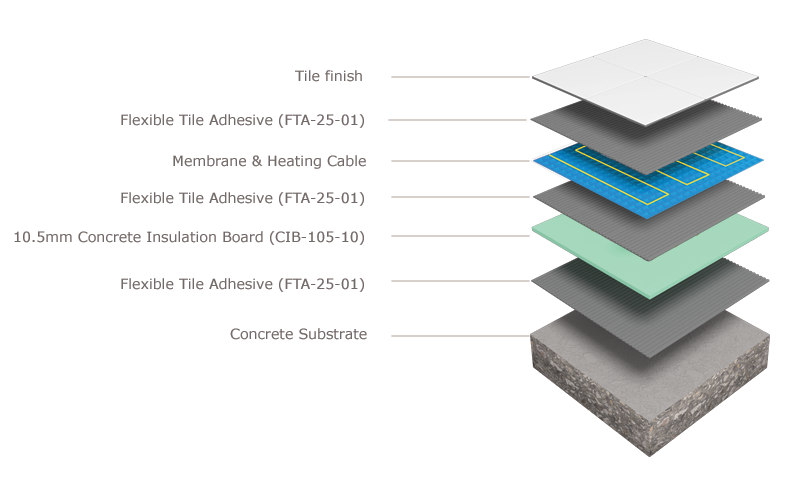 Tile finish
Flexible Tile Adhesive (FTA-25-01)
Membrane & Heating Cable
Flexible Tile Adhesive (FTA-25-01)
10.5mm Concrete Insulation Board (CIB-105-10)
Flexible Tile Adhesive (FTA-25-01)
Concrete Substrate